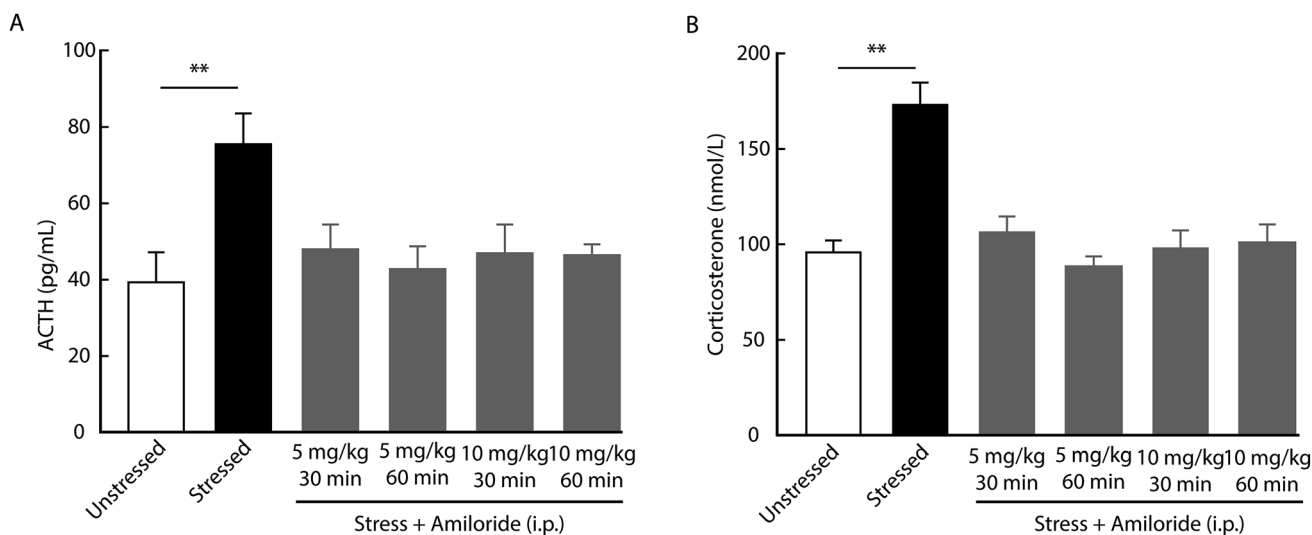 A
ACTH (pg/mL)
100
80
60
40
20
0
**
Unstressed
Stressed
5 mg/kg
30 min
5 mg/kg
60 min
10 mg/kg
30 min
10 mg/kg
60 min
Stress + Amiloride (i.p.)
B
Corticosterone (nmol/L)
200
150
100
50
0
**
Unstressed
Stressed
5 mg/kg
30 min
5 mg/kg
60 min
10 mg/kg
30 min
10 mg/kg
60 min
Stress + Amiloride (i.p.)